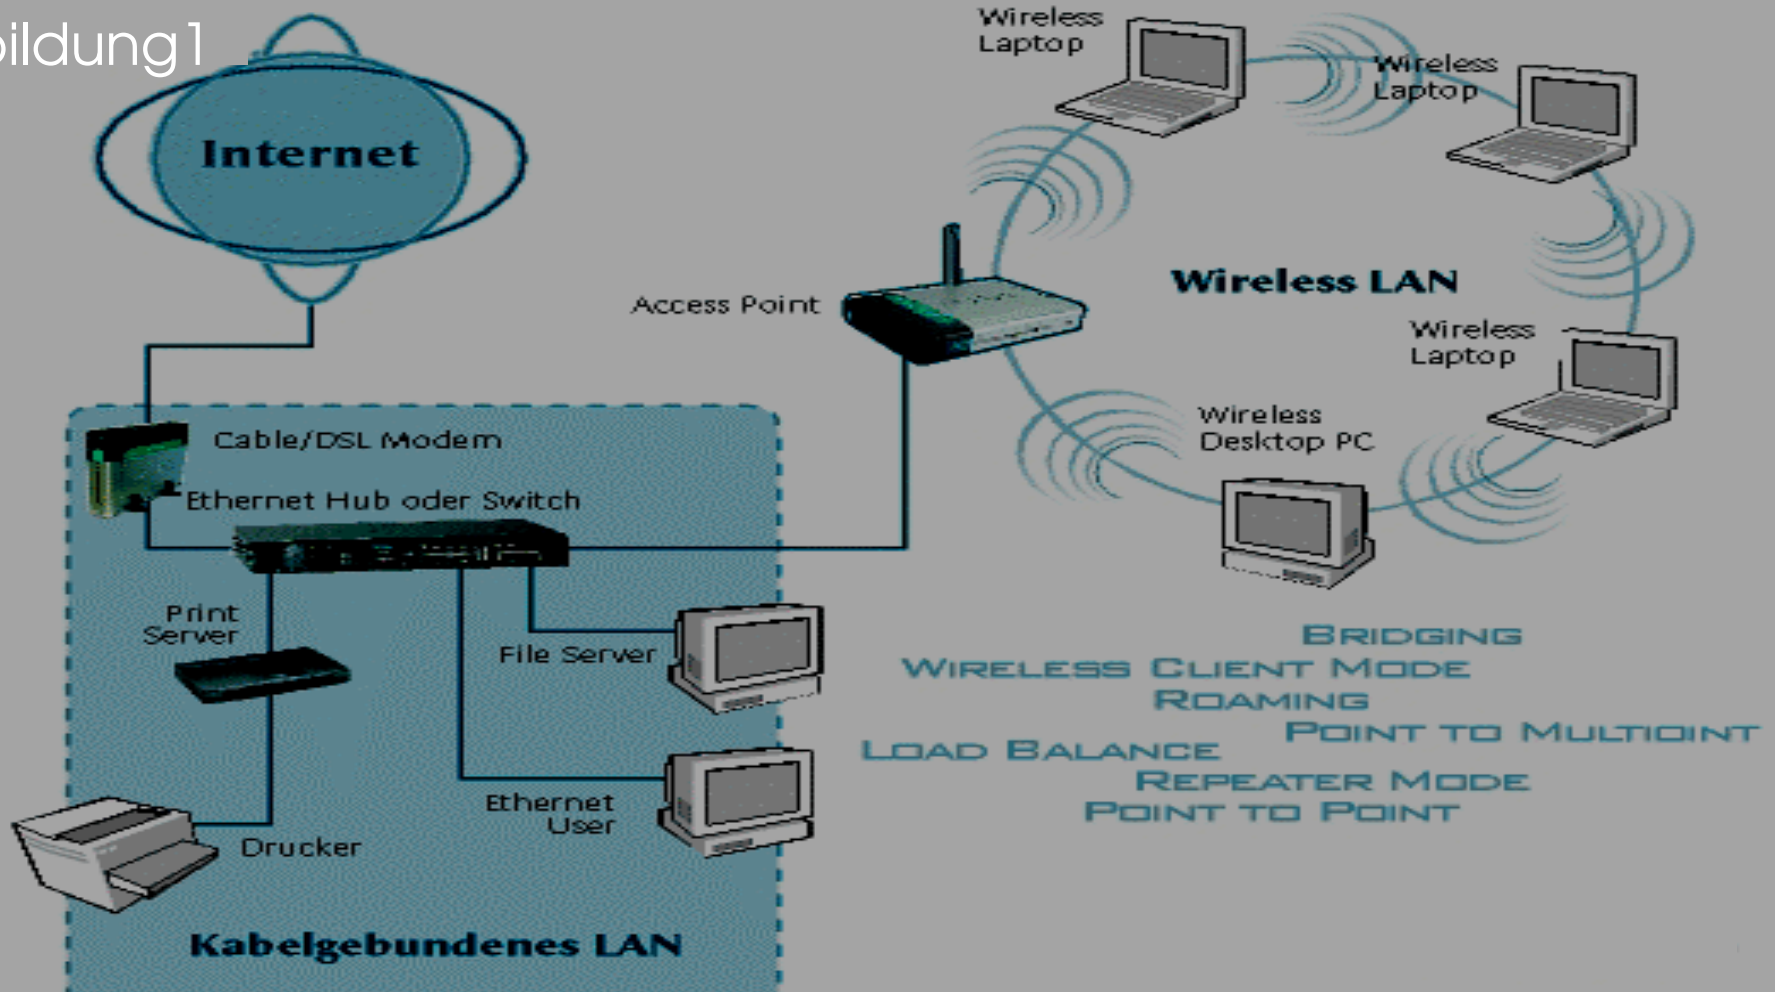 bildung1
Internet
Wireless
Laptop
Wireless
Laptop
Wireless LAN
Access Point
Wireless
Laptop
Wireless
Desktop PC
Cable/DSL Modem
Ethernet Hub oder Switch
Print
Server
File Server
Ethernet
User
Drucker
Kabelgebundenes LAN
BRIDGING
WIRELESS CLIENT MODE
ROAMING
POINT TO MULTIOINT
LOAD BALANCE
REPEATER MODE
POINT TO POINT